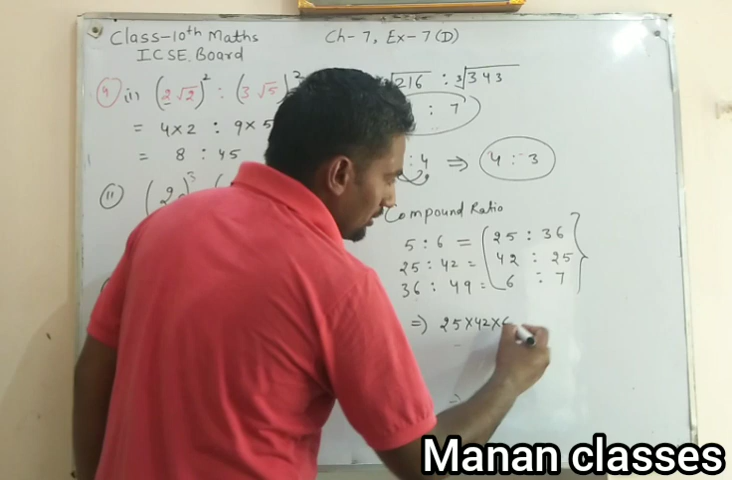 Class-10th Maths
Ch-7, Ex-7(D)
ICSE Board
4 (i) (2√2)² : (3√5)²
∛216 : ∛343
: 7
= 4×2 : 9×5
= 8 : 45
: 4 ⇒ 4 : 3
(ii)
Compound Ratio
5 : 6 = 25 : 36
25 : 42 = 42 : 25
36 : 49 = 6 : 7
⇒ 25×42×6
Manan classes